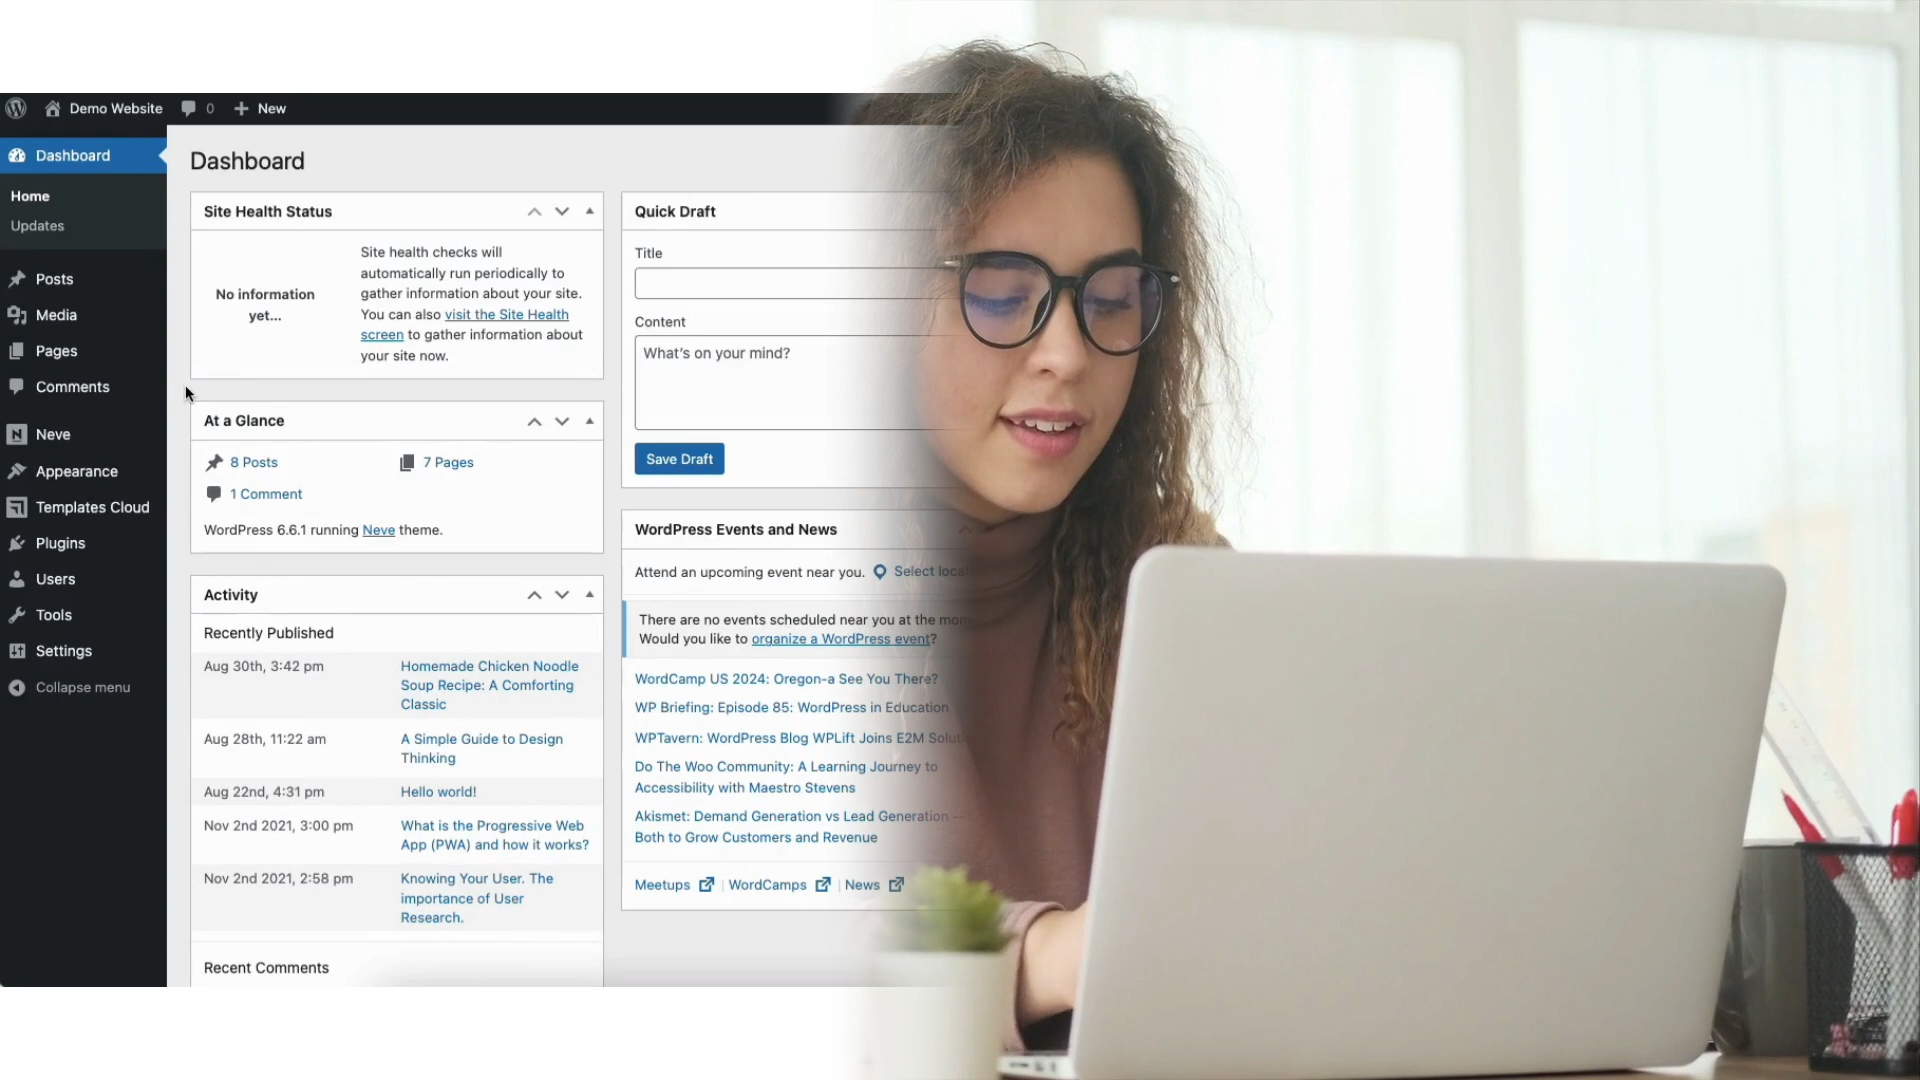 Demo Website 0 New
Dashboard
Home
Updates
Posts
Media
Pages
Comments
Neve
Appearance
Templates Cloud
Plugins
Users
Tools
Settings
Collapse menu
Dashboard
Site Health Status
No information
yet...
Site health checks will
automatically run periodically to
gather information about your site.
You can also visit the Site Health
screen to gather information about
your site now.
At a Glance
8 Posts
7 Pages
1 Comment
WordPress 6.6.1 running Neve theme.
Activity
Recently Published
Aug 30th, 3:42 pm
Homemade Chicken Noodle
Soup Recipe: A Comforting
Classic
Aug 28th, 11:22 am
A Simple Guide to Design
Thinking
Aug 22nd, 4:31 pm
Hello world!
Nov 2nd 2021, 3:00 pm
What is the Progressive Web
App (PWA) and how it works?
Nov 2nd 2021, 2:58 pm
Knowing Your User. The
importance of User
Research.
Recent Comments
Quick Draft
Title
Content
What's on your mind?
Save Draft
WordPress Events and News
Attend an upcoming event near you. Select
There are no events scheduled near you at the
Would you like to organize a WordPress event?
WordCamp US 2024: Oregon-a See You There?
WP Briefing: Episode 85: WordPress in Education
WPTavern: WordPress Blog WPLift Joins E2M
Do The Woo Community: A Learning Journey to
Accessibility with Maestro Stevens
Akismet: Demand Generation vs Lead Generation —
Both to Grow Customers and Revenue
Meetups | WordCamps | News